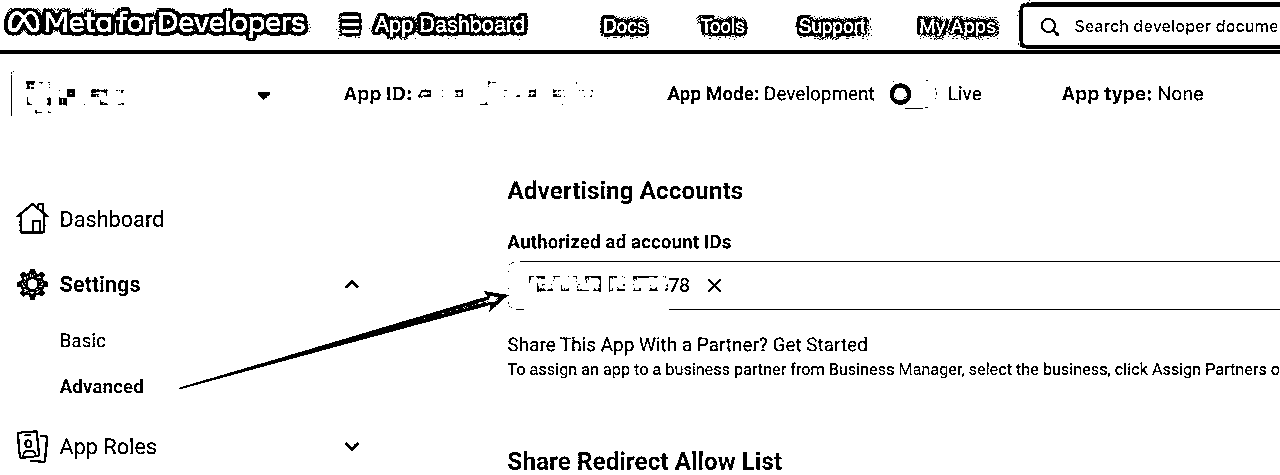 Meta for Developers App Dashboard Docs Tools Support My Apps Search developer docume
App ID: App Mode: Development Live App type: None
Advertising Accounts
Dashboard
Authorized ad account IDs
Settings
78
Basic
Share This App With a Partner? Get Started
To assign an app to a business partner from Business Manager, select the business, click Assign Partners o
Advanced
App Roles
Share Redirect Allow List